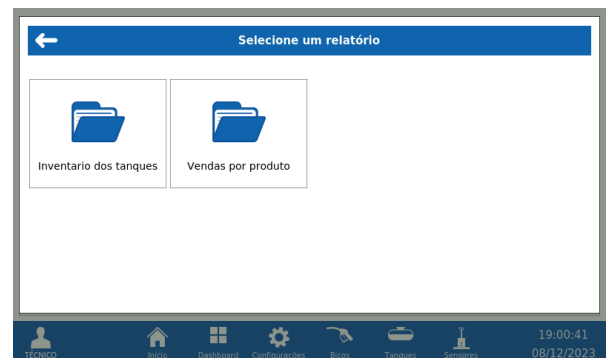 Selecione um relatório
Inventario dos tanques
Vendas por produto
TÉCNICO
Início
Dashboard
Configurações
Bicos
Tanques
Sensores
19:00:41
08/12/2023